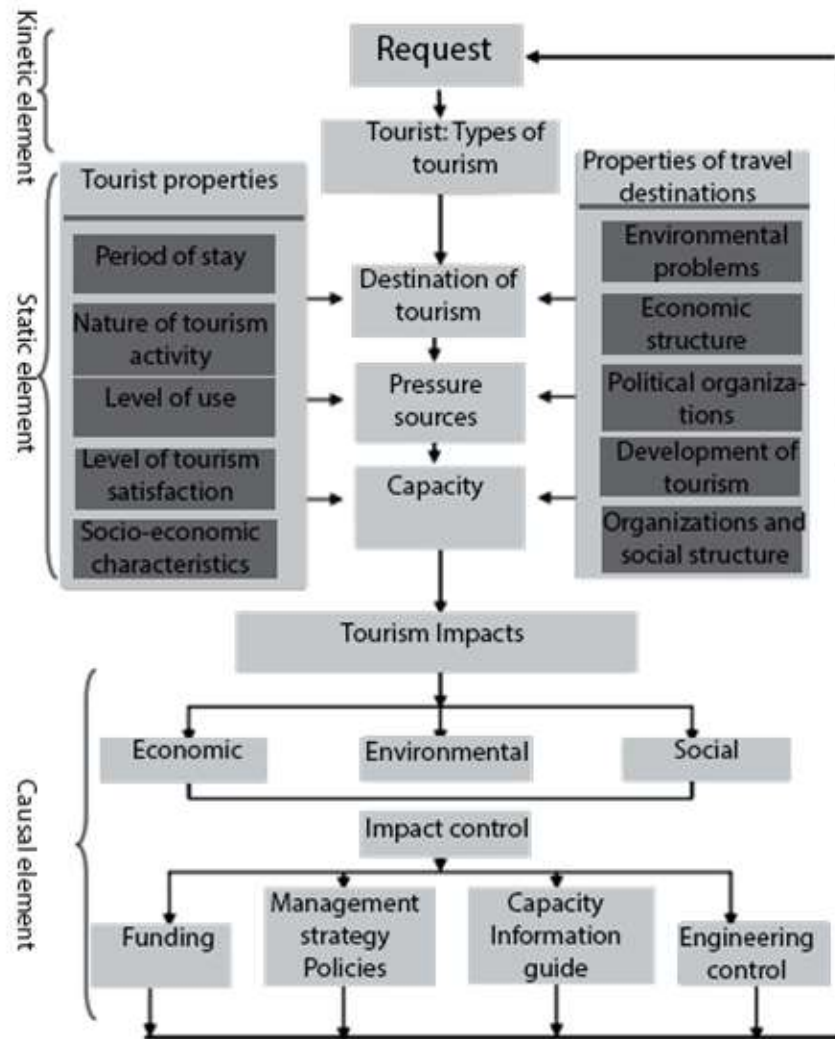 Kinetic element
Request
Tourist: Types of
tourism
Static element
Tourist properties
Period of stay
Nature of tourism
activity
Level of use
Level of tourism
satisfaction
Socio-economic
characteristics
Destination of
tourism
Pressure
sources
Capacity
Properties of travel
destinations
Environmental
problems
Economic
structure
Political organiza-
tions
Development of
tourism
Organizations and
social structure
Tourism Impacts
Causal element
Economic
Environmental
Social
Impact control
Funding
Management
strategy
Policies
Capacity
Information
guide
Engineering
control